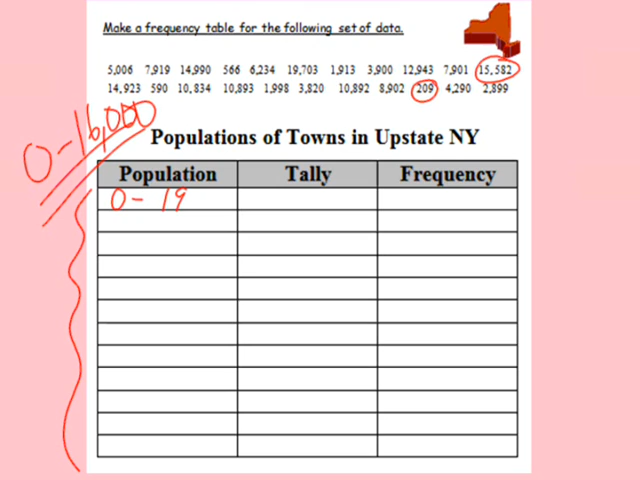 Make a frequency table for the following set of data.
5,006 7,919 14,990 566 6,234 19,703 1,913 3,900 12,943 7,901 15,582
14,923 590 10,834 10,893 1,998 3,820 10,892 8,902 209 4,290 2,899
0-16,000
Populations of Towns in Upstate NY
Population Tally Frequency
0- 19